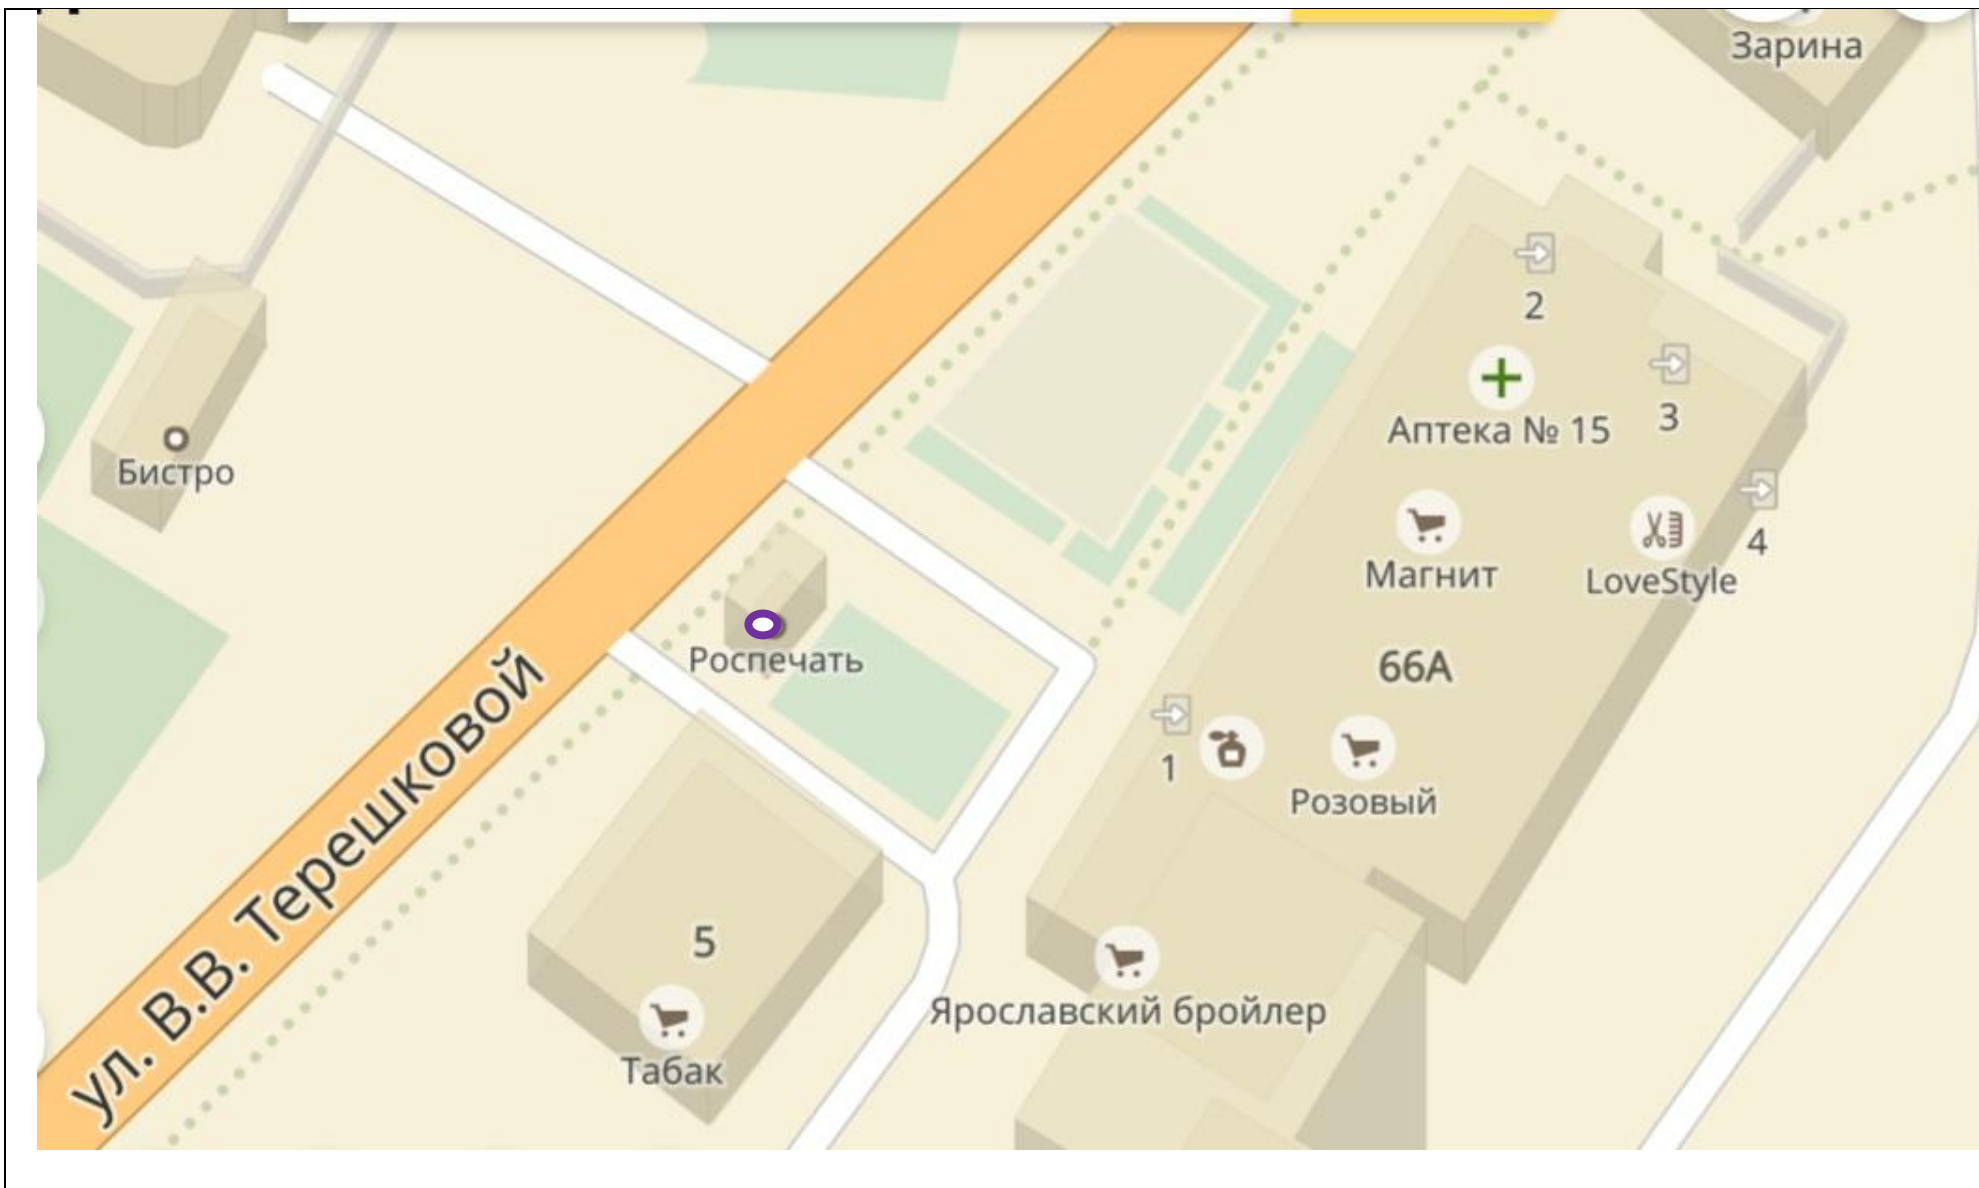 Зарина
2
Аптека № 15
3
Бистро
4
Магнит
LoveStyle
Роспечать
66А
ул. В.В. Терешковой
1
Розовый
5
Ярославский бройлер
Табак